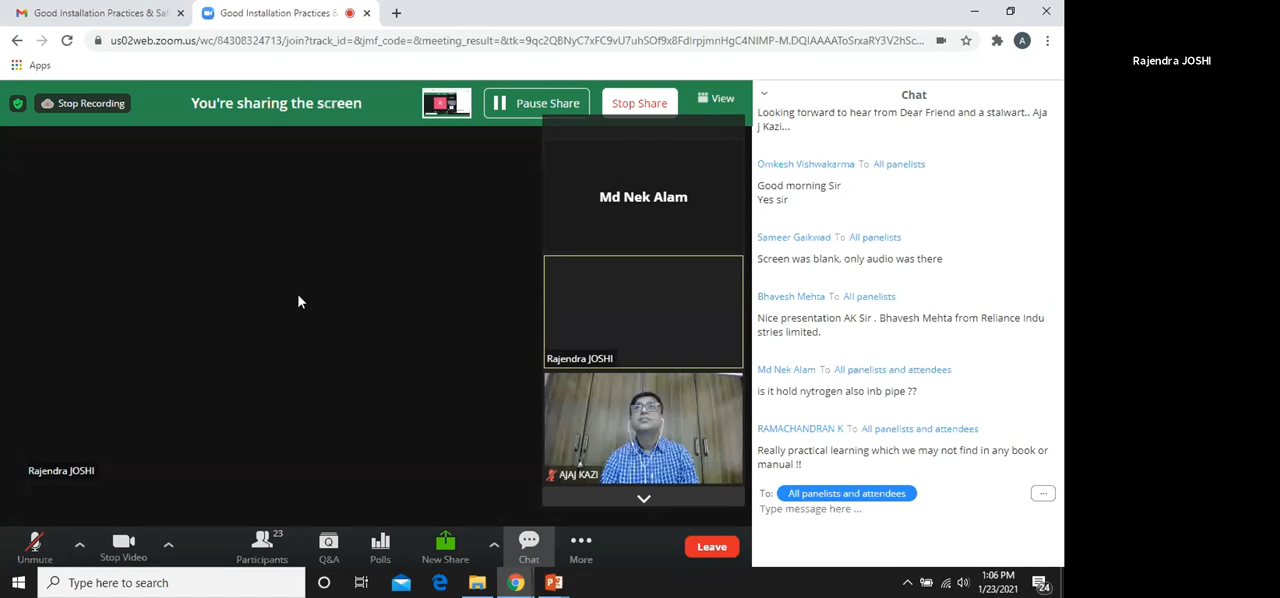 Good Installation Practices & Sa
Good Installation Practices &
us02web.zoom.us/wc/84308324713/join?track_id=&jmf_code=&meeting_result=&tk=
Apps
A
Stop Recording
You're sharing the screen
Pause Share
Stop Share
View
Rajendra JOSHI
Md Nek Alam
Rajendra JOSHI
AJAJ KAZI
Rajendra JOSHI
Chat
Looking forward to hear from Dear Friend and a stalwart.. Aja
j Kazi...
Omkesh Vishwakarma To All panelists
Good morning Sir
Yes sir
Sameer Gaikwad To All panelists
Screen was blank, only audio was there
Bhavesh Mehta To All panelists
Nice presentation AK Sir . Bhavesh Mehta from Reliance Indu
stries limited.
Md Nek Alam To All panelists and attendees
is it hold nytrogen also inb pipe ??
RAMACHANDRAN K To All panelists and attendees
Really practical learning which we may not find in any book or
manual !!
To: All panelists and attendees
...
Type message here ...
Unmute
Stop Video
Participants
23
Q&A
Polls
New Share
Chat
More
Leave
Type here to search
1:06 PM
1/23/2021
24